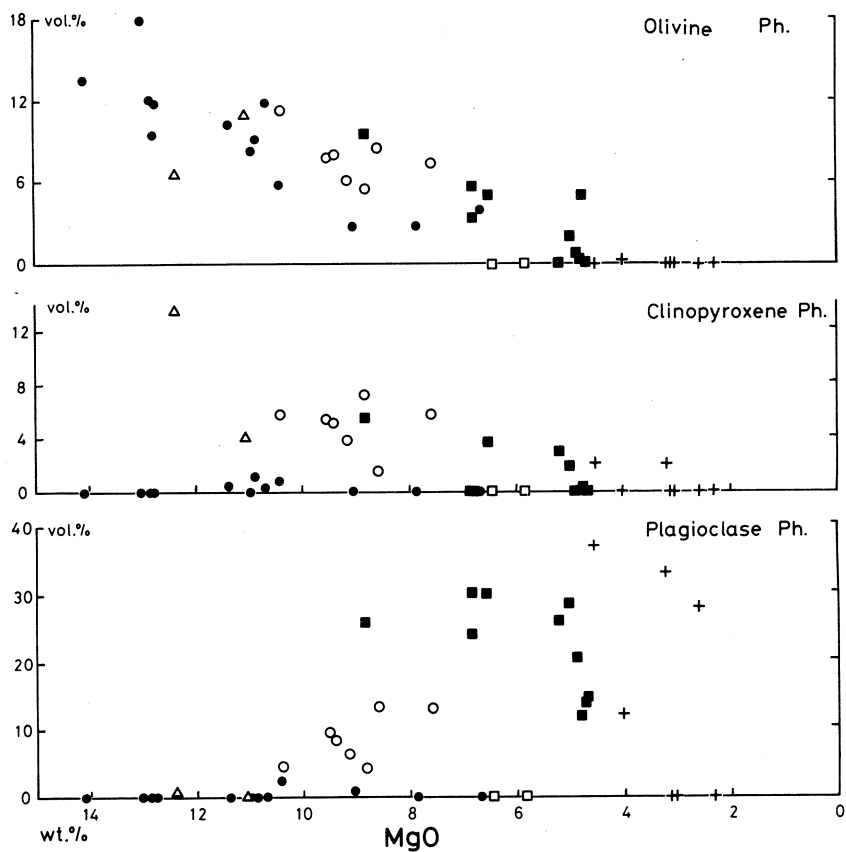 18 vol.% Olivine Ph.
12
6
0
vol.% Clinopyroxene Ph.
12
8
4
0
40 vol.% Plagioclase Ph.
30
20
10
0
14 12 10 8 6 4 2 0
wt.% MgO